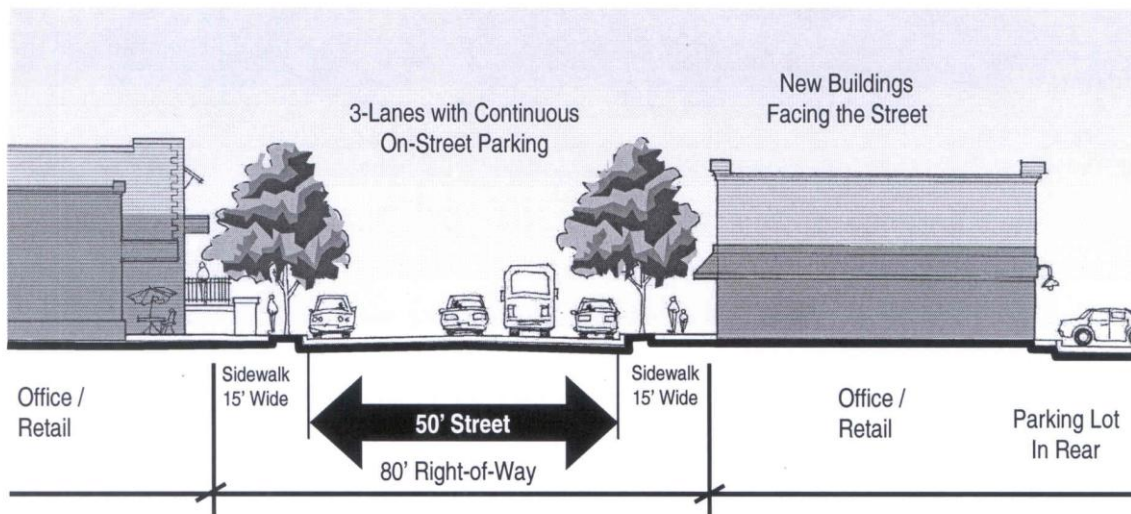 3-Lanes with Continuous
On-Street Parking
New Buildings
Facing the Street
Office /
Retail
Sidewalk
15' Wide
50' Street
80' Right-of-Way
Sidewalk
15' Wide
Office /
Retail
Parking Lot
In Rear